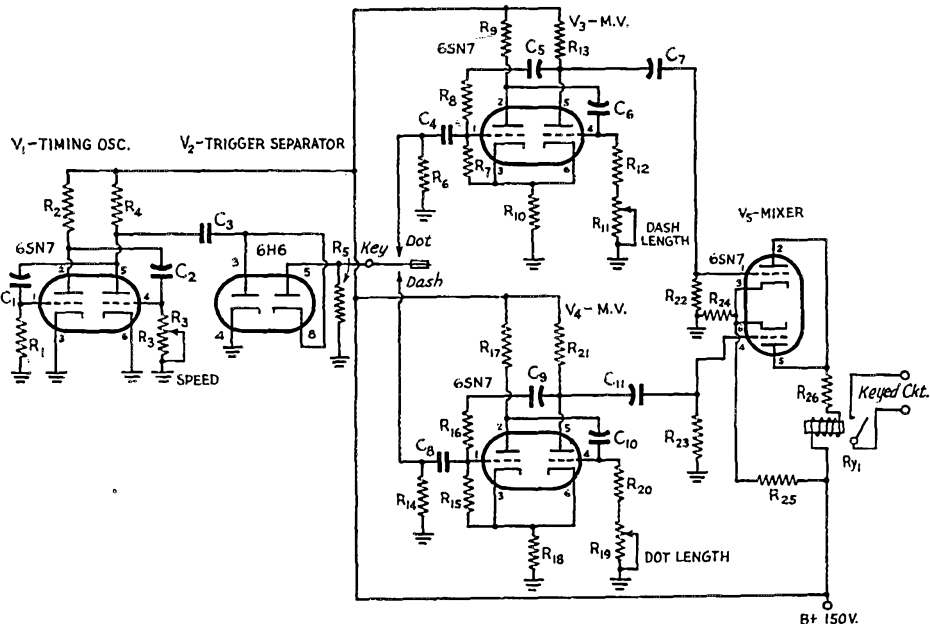 V₃-M.V.
R₉
R₁₃
6SN7
C₅
C₇
R₈
2
5
C₆
C₄
1
4
R₇
3
6
R₆
R₁₂
R₁₀
R₁₁
DASH LENGTH
V₁-TIMING OSC.
V₂-TRIGGER SEPARATOR
R₂
R₄
C₃
6SN7
6H6
R₅
Key
Dot
Dash
2
5
C₂
3
5
C₁
1
4
R₁
3
6
R₃
R₃
4
8
SPEED
V₅-MIXER
6SN7
2
1
3
R₂₂
R₂₄
6
4
5
V₄-M.V.
R₁₇
R₂₁
6SN7
C₉
C₁₁
R₁₆
2
5
C₁₀
C₈
1
4
R₁₄
R₁₅
3
6
R₂₀
R₁₈
R₁₉
DOT LENGTH
R₂₃
R₂₆
Keyed Ckt.
Ry₁
R₂₅
B+ 150V.